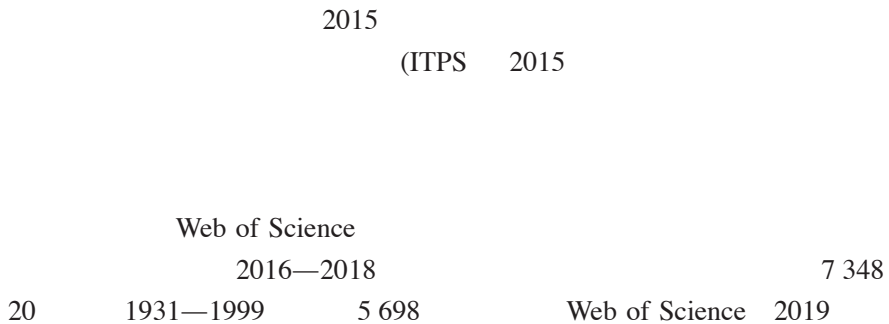 2015
(ITPS 2015
Web of Science
2016—2018 7 348
20 1931—1999 5 698 Web of Science 2019